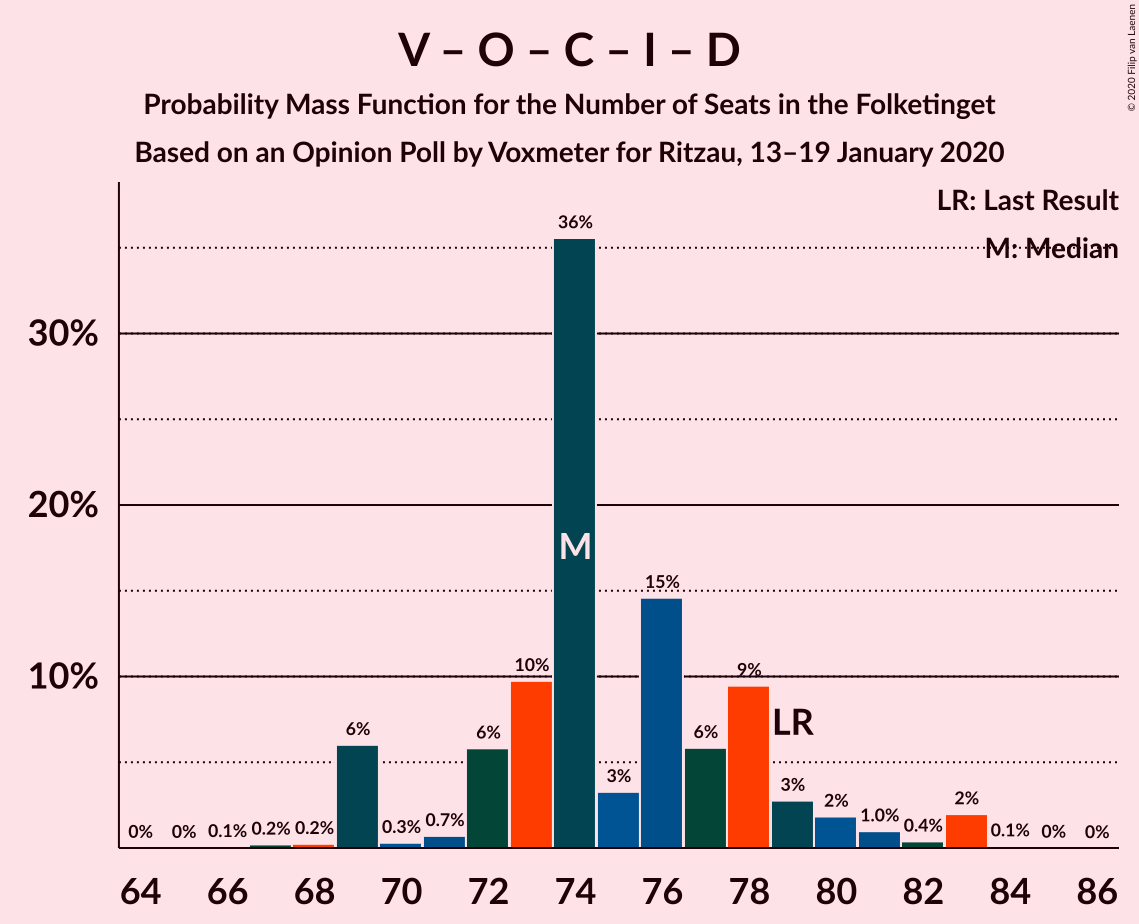 V – O – C – I – D
Probability Mass Function for the Number of Seats in the Folketinget
Based on an Opinion Poll by Voxmeter for Ritzau, 13–19 January 2020
© 2020 Filip van Laenen
LR: Last Result
M: Median
30%
20%
10%
0%
0%
0.1%
0.2%
0.2%
6%
0.3%
0.7%
6%
10%
36%
M
3%
15%
6%
9%
LR
3%
2%
1.0%
0.4%
2%
0.1%
0%
0%
64 66 68 70 72 74 76 78 80 82 84 86